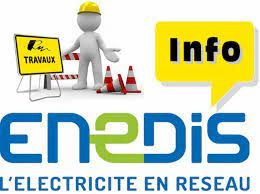 TRAVAUX
Info
ENEDIS
L'ELECTRICITE EN RESEAU